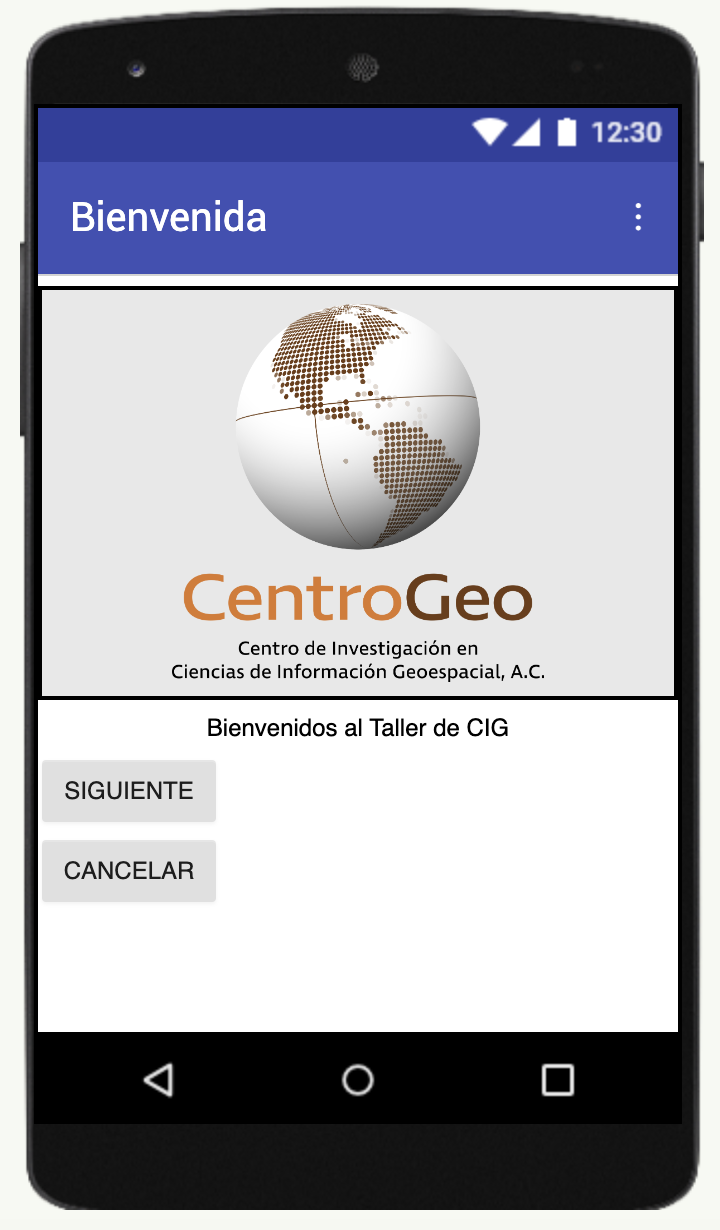 12:30
Bienvenida
CentroGeo
Centro de Investigación en
Ciencias de Información Geoespacial, A.C.
Bienvenidos al Taller de CIG
SIGUIENTE
CANCELAR